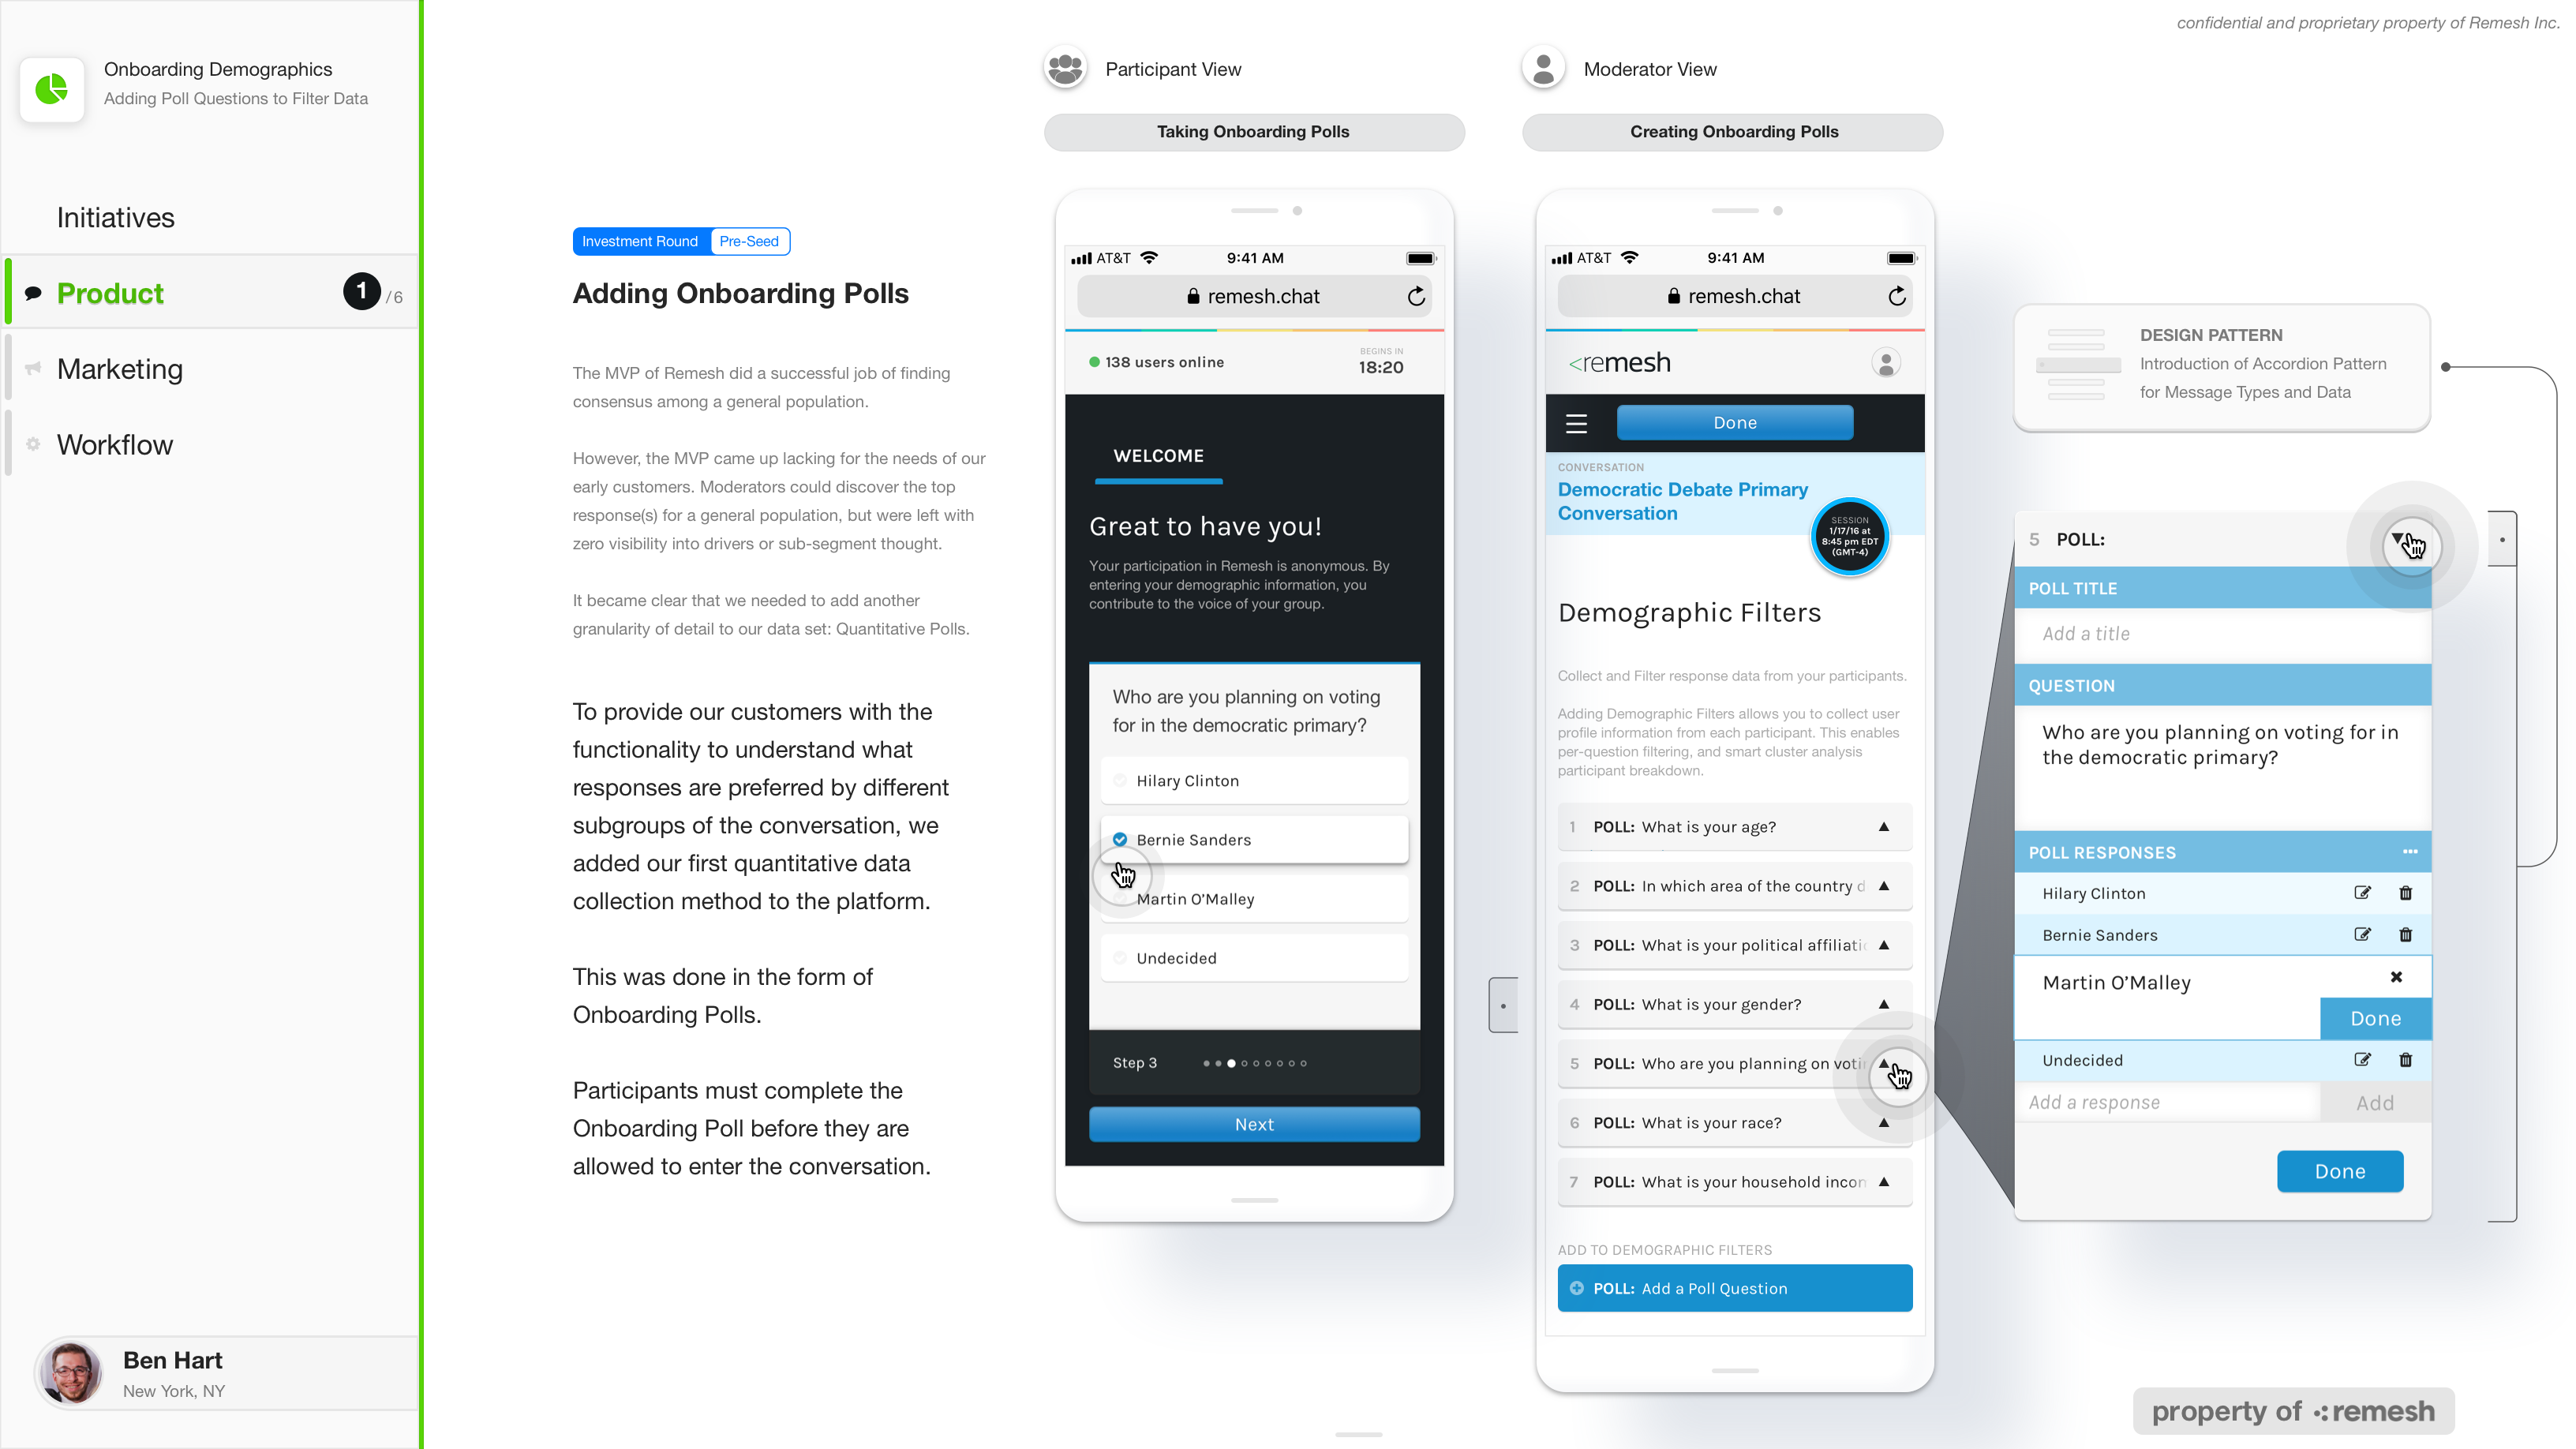 confidential and proprietary property of Remesh Inc.
Onboarding Demographics
Adding Poll Questions to Filter Data
Initiatives
Product
1 / 6
Marketing
Workflow
Ben Hart
New York, NY
Investment Round Pre-Seed
Adding Onboarding Polls
The MVP of Remesh did a successful job of finding
consensus among a general population.
However, the MVP came up lacking for the needs of our
early customers. Moderators could discover the top
response(s) for a general population, but were left with
zero visibility into drivers or sub-segment thought.
It became clear that we needed to add another
granularity of detail to our data set: Quantitative Polls.
To provide our customers with the
functionality to understand what
responses are preferred by different
subgroups of the conversation, we
added our first quantitative data
collection method to the platform.
This was done in the form of
Onboarding Polls.
Participants must complete the
Onboarding Poll before they are
allowed to enter the conversation.
Participant View
Taking Onboarding Polls
AT&T 9:41 AM
remesh.chat
138 users online
BEGINS IN
18:20
WELCOME
Great to have you!
Your participation in Remesh is anonymous. By
entering your demographic information, you
contribute to the voice of your group.
Who are you planning on voting
for in the democratic primary?
Hilary Clinton
Bernie Sanders
Martin O’Malley
Undecided
Step 3
Next
Moderator View
Creating Onboarding Polls
AT&T 9:41 AM
remesh.chat
<remesh
Done
CONVERSATION
Democratic Debate Primary
Conversation
SESSION
1/17/16 at
8:45 pm EDT
(GMT-4)
Demographic Filters
Collect and Filter response data from your participants.
Adding Demographic Filters allows you to collect user
profile information from each participant. This enables
per-question filtering, and smart cluster analysis
participant breakdown.
1 POLL: What is your age?
2 POLL: In which area of the country d
3 POLL: What is your political affiliatic
4 POLL: What is your gender?
5 POLL: Who are you planning on voti
6 POLL: What is your race?
7 POLL: What is your household incor
ADD TO DEMOGRAPHIC FILTERS
POLL: Add a Poll Question
DESIGN PATTERN
Introduction of Accordion Pattern
for Message Types and Data
5 POLL:
POLL TITLE
Add a title
QUESTION
Who are you planning on voting for in
the democratic primary?
POLL RESPONSES
Hilary Clinton
Bernie Sanders
Martin O’Malley
Done
Undecided
Add a response Add
Done
property of remesh